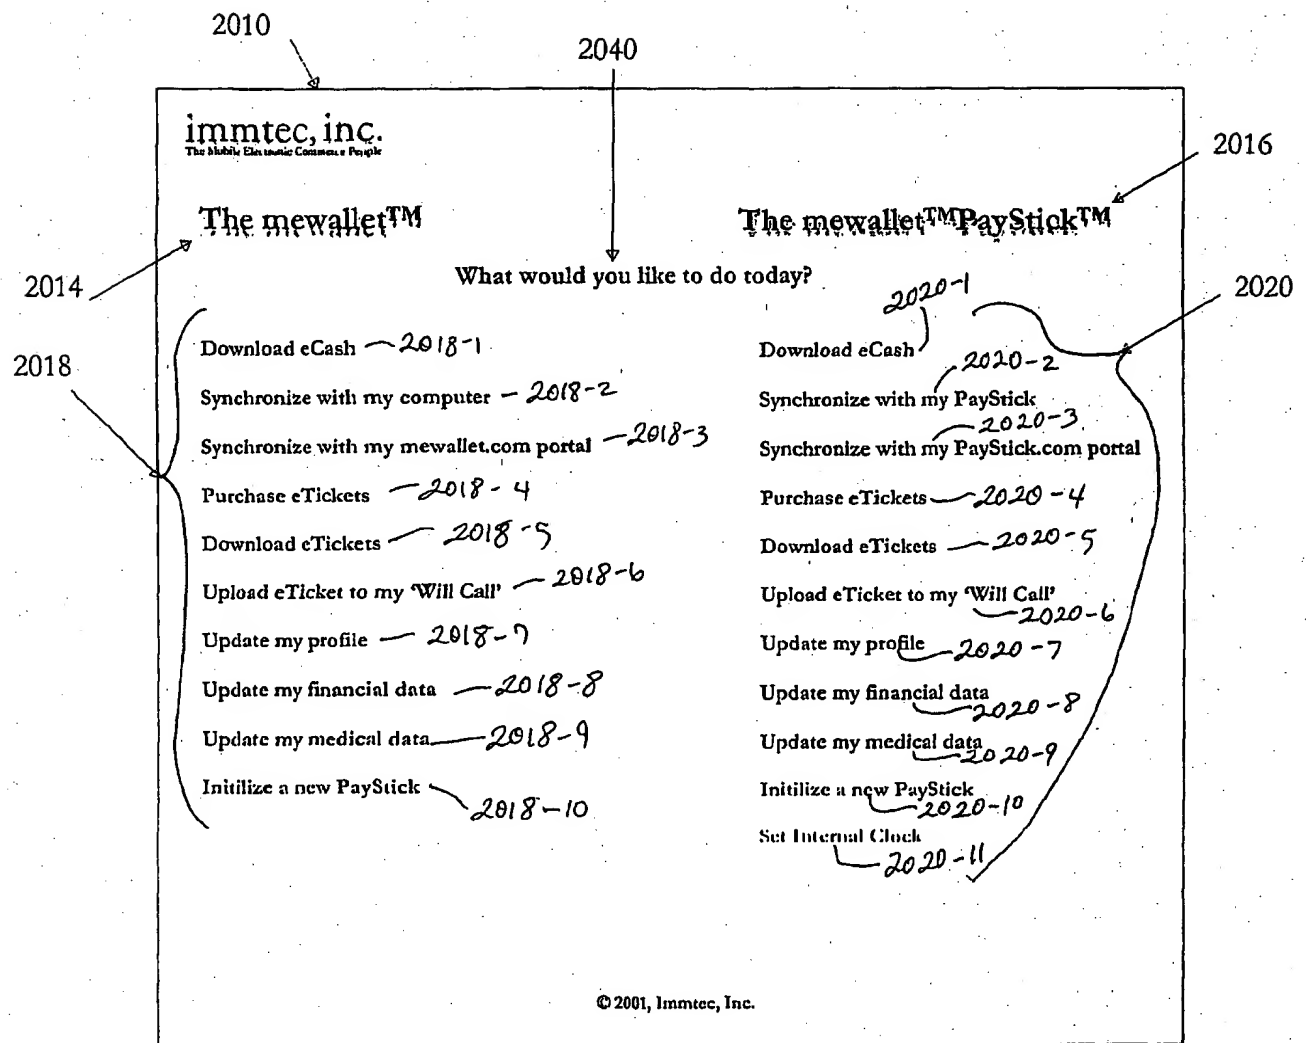 2010
2040
immtec, inc.
The Mobile Electronic Commerce People
2016
The mewallet™
The mewallet™PayStick™
2014
What would you like to do today?
2020
2018
Download eCash 2018-1
Synchronize with my computer 2018-2
Synchronize with my mewallet.com portal 2018-3
Purchase eTickets 2018-4
Download eTickets 2018-5
Upload eTicket to my 'Will Call' 2018-6
Update my profile 2018-7
Update my financial data 2018-8
Update my medical data 2018-9
Initilize a new PayStick 2018-10
Download eCash 2020-1
Synchronize with my PayStick 2020-2
Synchronize with my PayStick.com portal 2020-3
Purchase eTickets 2020-4
Download eTickets 2020-5
Upload eTicket to my 'Will Call' 2020-6
Update my profile 2020-7
Update my financial data 2020-8
Update my medical data 2020-9
Initilize a new PayStick 2020-10
Set Internal Clock 2020-11
© 2001, Immtec, Inc.